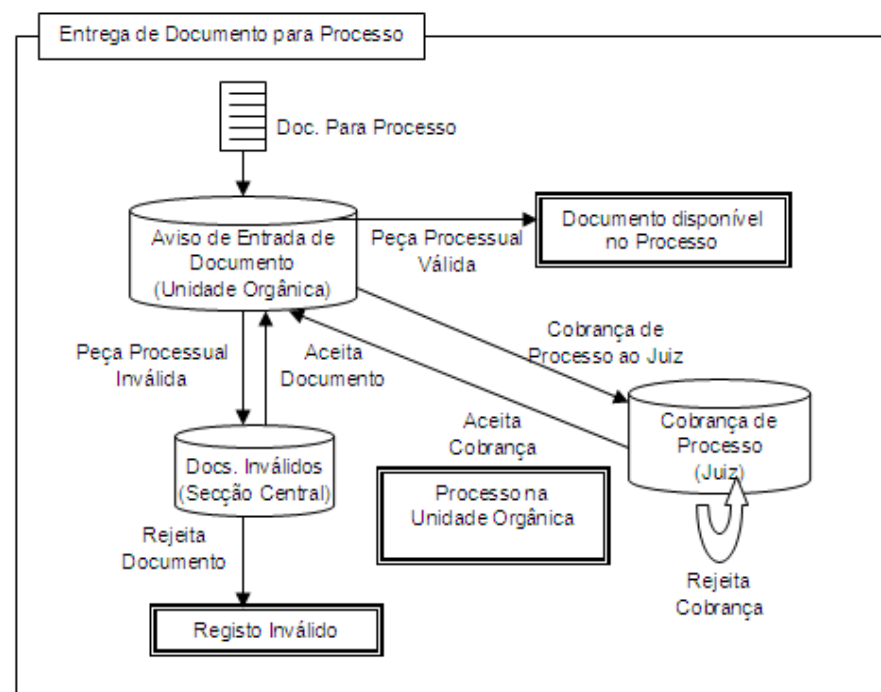 Entrega de Documento para Processo
Doc. Para Processo
Aviso de Entrada de
Documento
(Unidade Orgânica)
Peça Processual
Válida
Documento disponível
no Processo
Peça Processual
Inválida
Aceita
Documento
Cobrança de
Processo ao Juiz
Aceita
Cobrança
Cobrança de
Processo
(Juiz)
Docs. Inválidos
(Secção Central)
Processo na
Unidade Orgânica
Rejeita
Documento
Rejeita
Cobrança
Registo Inválido